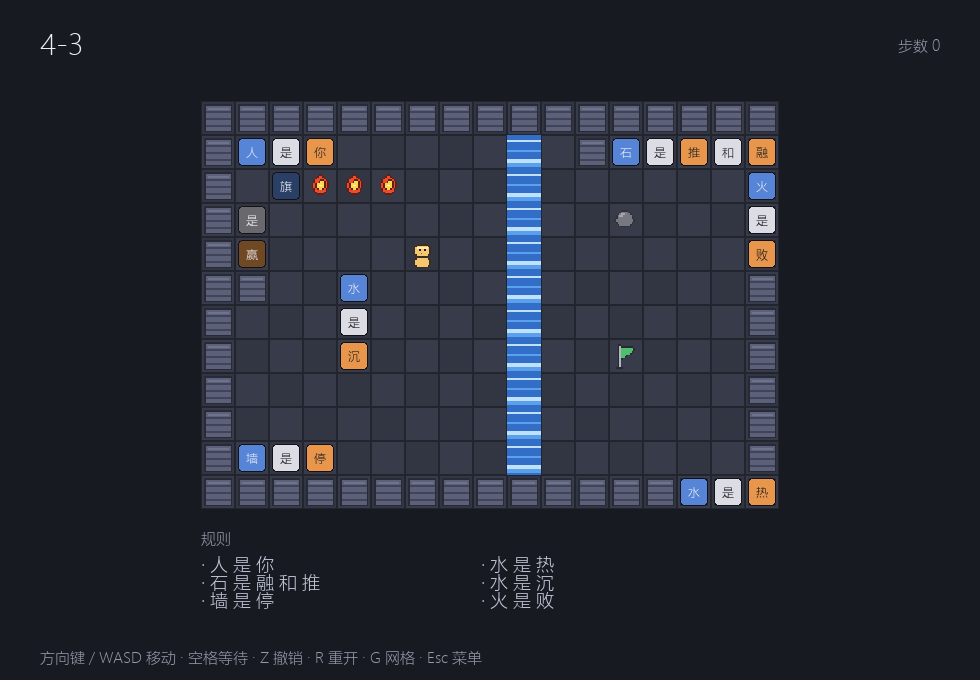 4-3
步数 0
人 是 你 石 是 推 和 融
旗 火
是 是
赢 败
水
是
沉
墙 是 停
水 是 热
规则
· 人 是 你
· 石 是 融 和 推
· 墙 是 停
· 水 是 热
· 水 是 沉
· 火 是 败
方向键 / WASD 移动 · 空格等待 · Z 撤销 · R 重开 · G 网格 · Esc 菜单